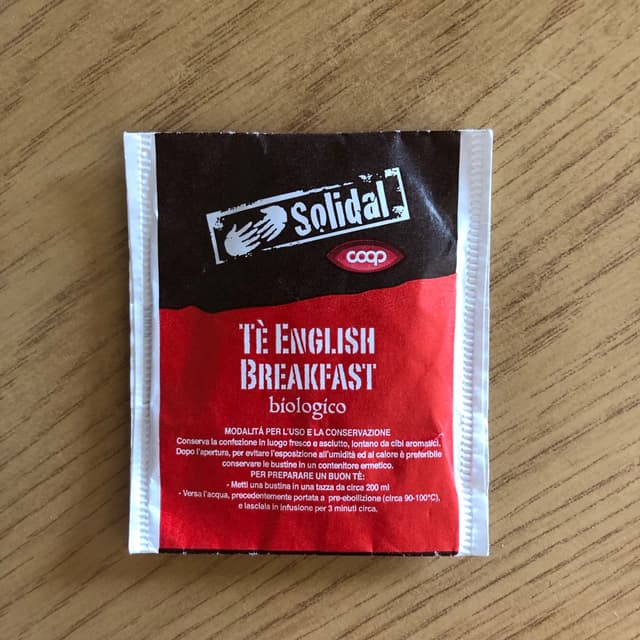 Solidal
coop
TÈ ENGLISH
BREAKFAST
biologico
MODALITÁ PER L'USO E LA CONSERVAZIONE
Conserva la confezione in luogo fresco e asciutto, lontano da cibi aromatici.
Dopo l'apertura, per evitare l'esposizione all'umidità ed al calore è preferibile
conservare le bustine in un contenitore ermetico.
PER PREPARARE UN BUON TÈ:
- Metti una bustina in una tazza da circa 200 ml
- Versa l'acqua, precedentemente portata a pre-ebollizione (circa 90-100°C),
e lasciala in infusione per 3 minuti circa.